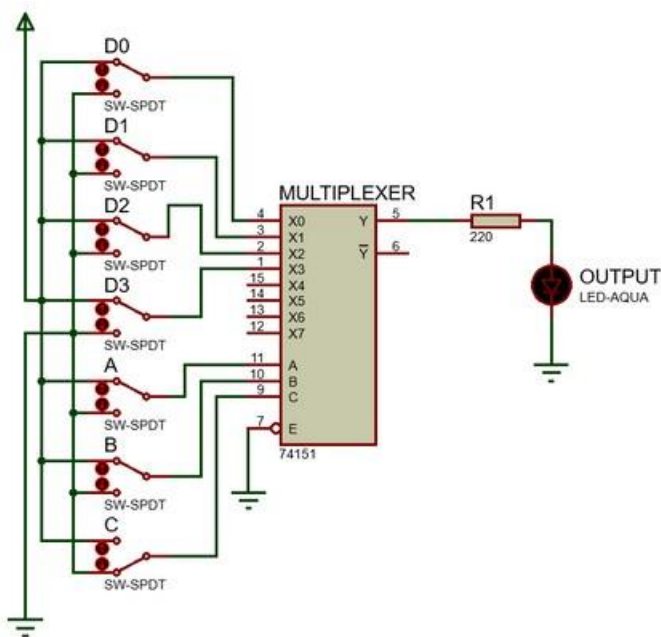 D0
SW-SPDT
D1
SW-SPDT
D2
SW-SPDT
D3
SW-SPDT
A
SW-SPDT
B
SW-SPDT
C
SW-SPDT
MULTIPLEXER
4 X0 Y 5
3 X1
2 X2 Y 6
1 X3
15 X4
14 X5
13 X6
12 X7
11 A
10 B
9 C
7 E
74151
R1
220
OUTPUT
LED-AQUA